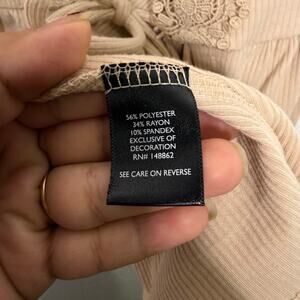 56% POLYESTER
34% RAYON
10% SPANDEX
EXCLUSIVE OF
DECORATION
RN# 148862
SEE CARE ON REVERSE